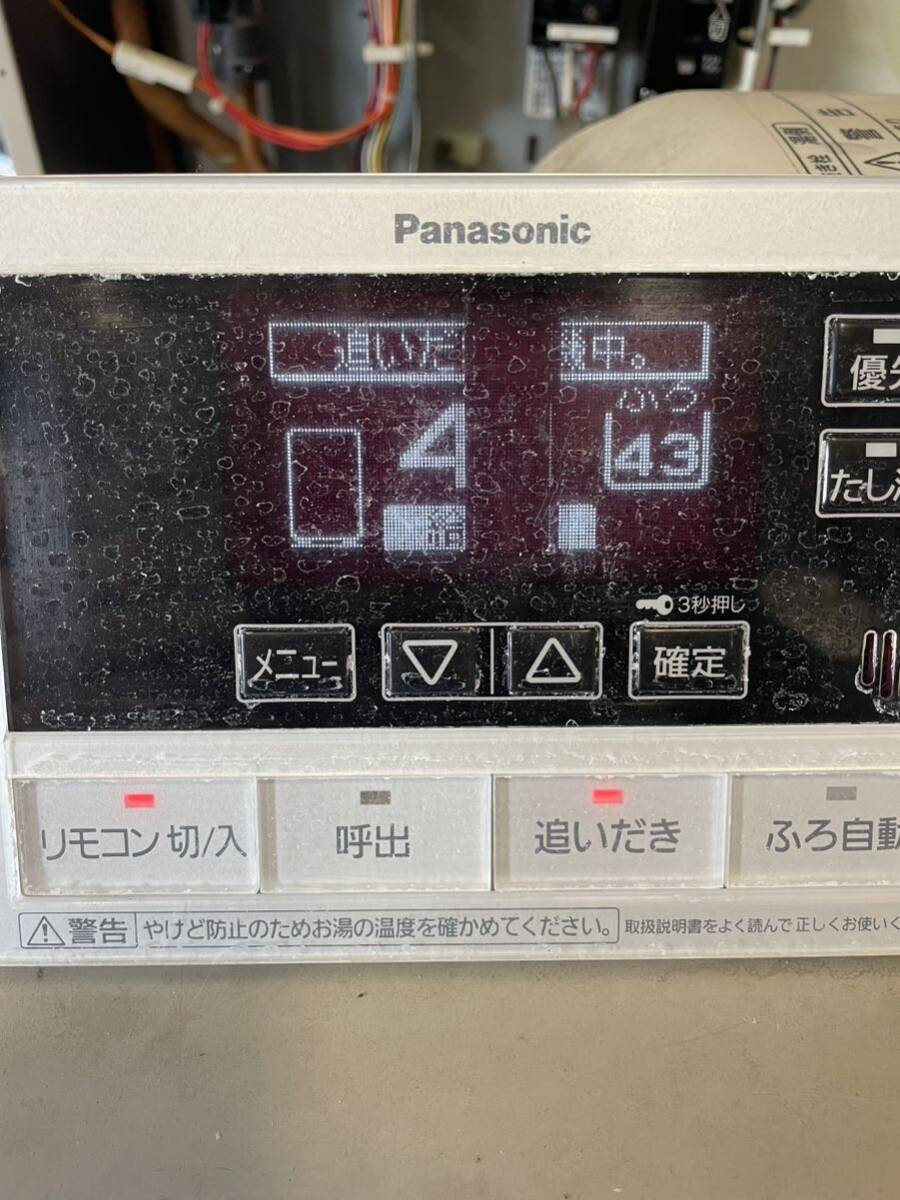 Panasonic
追いだ 中。
4
ふろ
43
給
優先
たし
3秒押し
メニュー
確定
リモコン 切/入
呼出
追いだき
ふろ自動
警告
やけど防止のためお湯の温度を確かめてください。
取扱説明書をよく読んで正しくお使いく